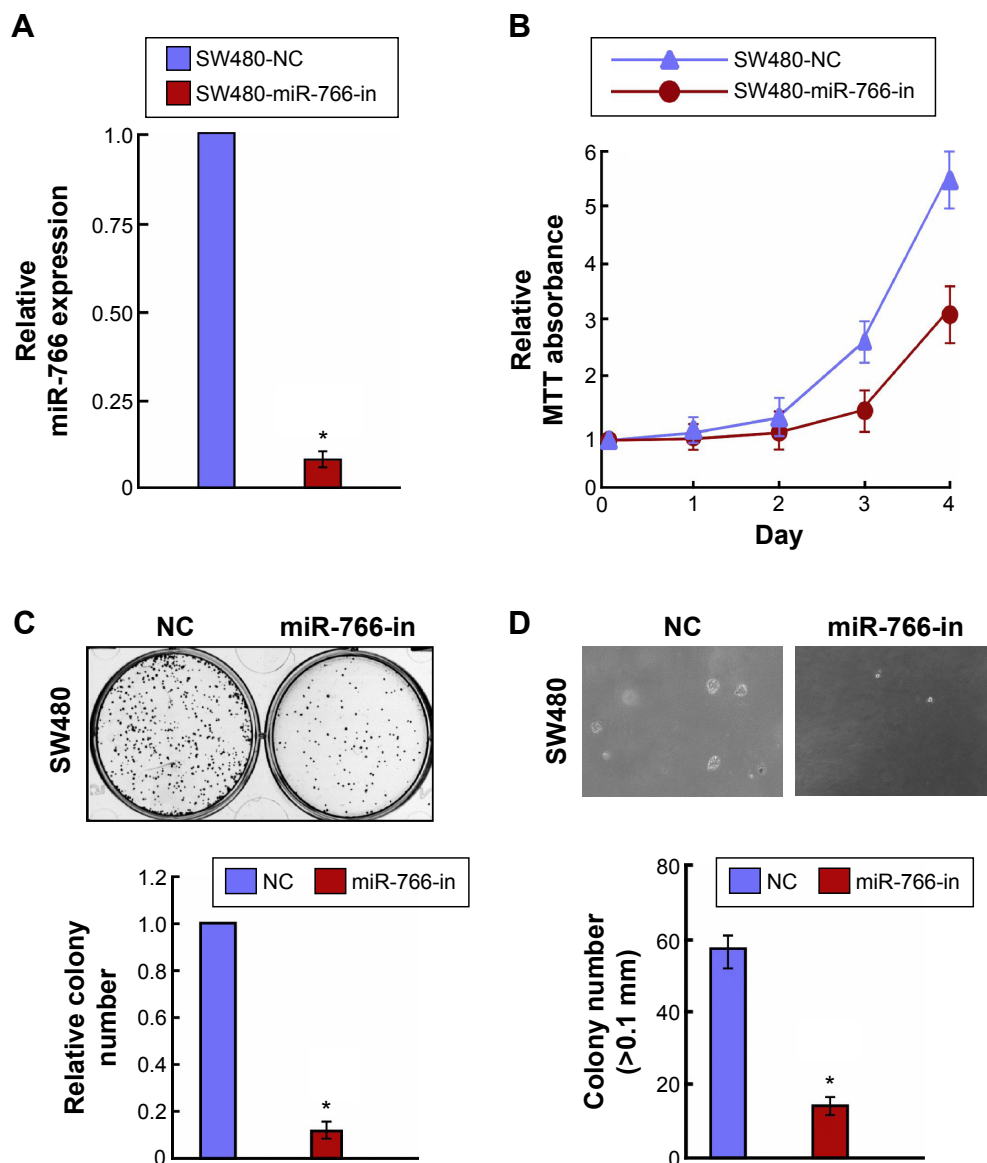 A
SW480-NC
SW480-miR-766-in
Relative
miR-766 expression
1.0
0.75
0.50
0.25
0
*
B
SW480-NC
SW480-miR-766-in
Relative
MTT absorbance
6
5
4
3
2
1
0
0 1 2 3 4
Day
C
NC miR-766-in
SW480
NC miR-766-in
Relative colony
number
1.2
1.0
0.8
0.6
0.4
0.2
0
*
D
NC miR-766-in
SW480
NC miR-766-in
Colony number
(>0.1 mm)
80
60
40
20
0
*